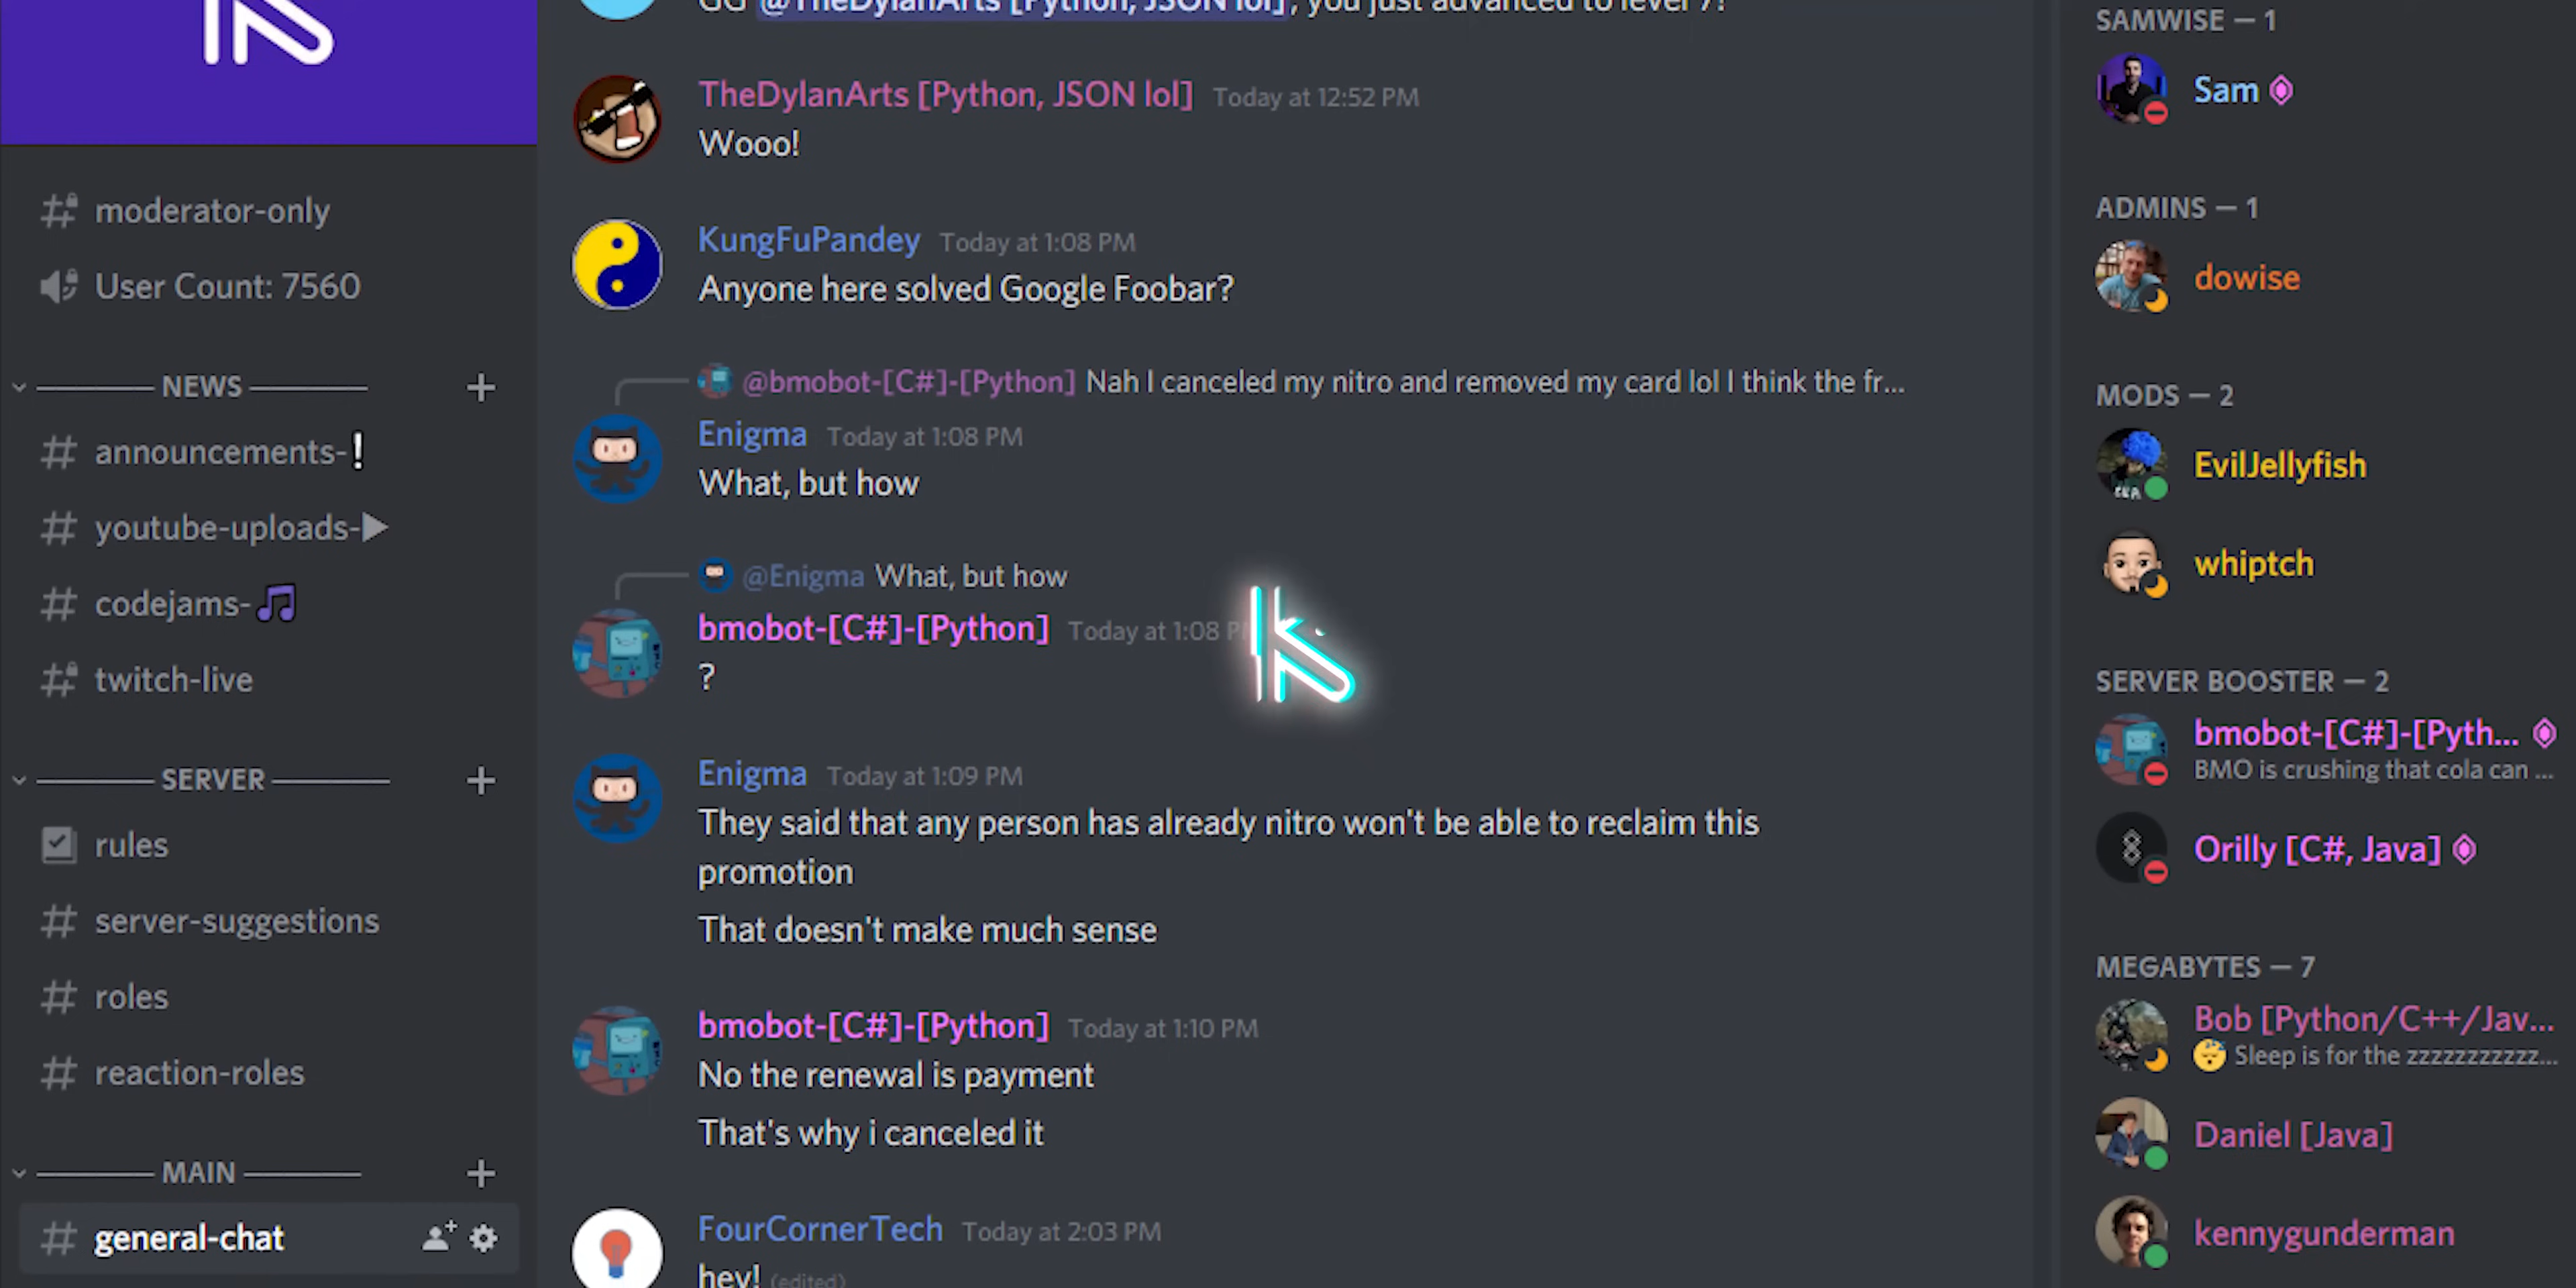 moderator-only
User Count: 7560
NEWS
announcements-❕
youtube-uploads-▶
codejams-🎵
twitch-live
SERVER
rules
server-suggestions
roles
reaction-roles
MAIN
general-chat
GG @TheDylanArts [Python, JSON lol], you just advanced to level 7!
TheDylanArts [Python, JSON lol] Today at 12:52 PM
Wooo!
KungFuPandey Today at 1:08 PM
Anyone here solved Google Foobar?
@bmobot-[C#]-[Python] Nah I canceled my nitro and removed my card lol I think the fr...
Enigma Today at 1:08 PM
What, but how
@Enigma What, but how
bmobot-[C#]-[Python] Today at 1:08 P
?
Enigma Today at 1:09 PM
They said that any person has already nitro won't be able to reclaim this
promotion
That doesn't make much sense
bmobot-[C#]-[Python] Today at 1:10 PM
No the renewal is payment
That's why i canceled it
FourCornerTech Today at 2:03 PM
hey! (edited)
SAMWISE — 1
Sam
ADMINS — 1
dowise
MODS — 2
EvilJellyfish
whiptch
SERVER BOOSTER — 2
bmobot-[C#]-[Pyth...
BMO is crushing that cola can ...
Orilly [C#, Java]
MEGABYTES — 7
Bob [Python/C++/Jav...
😴 Sleep is for the zzzzzzzzzzz...
Daniel [Java]
kennygunderman